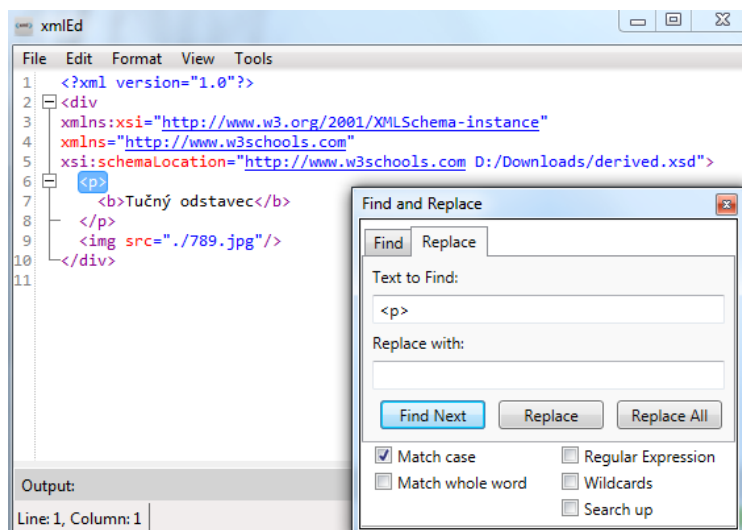 xmlEd
File Edit Format View Tools
1 <?xml version="1.0"?>
2 <div
3 xmlns:xsi="http://www.w3.org/2001/XMLSchema-instance"
4 xmlns="http://www.w3schools.com"
5 xsi:schemaLocation="http://www.w3schools.com D:/Downloads/derived.xsd">
6 <p>
7 <b>Tučný odstavec</b>
8 </p>
9 <img src="./789.jpg"/>
10 </div>
11
Find and Replace
Find Replace
Text to Find:
<p>
Replace with:
Find Next Replace Replace All
Match case Regular Expression
Match whole word Wildcards
Search up
Output:
Line: 1, Column: 1